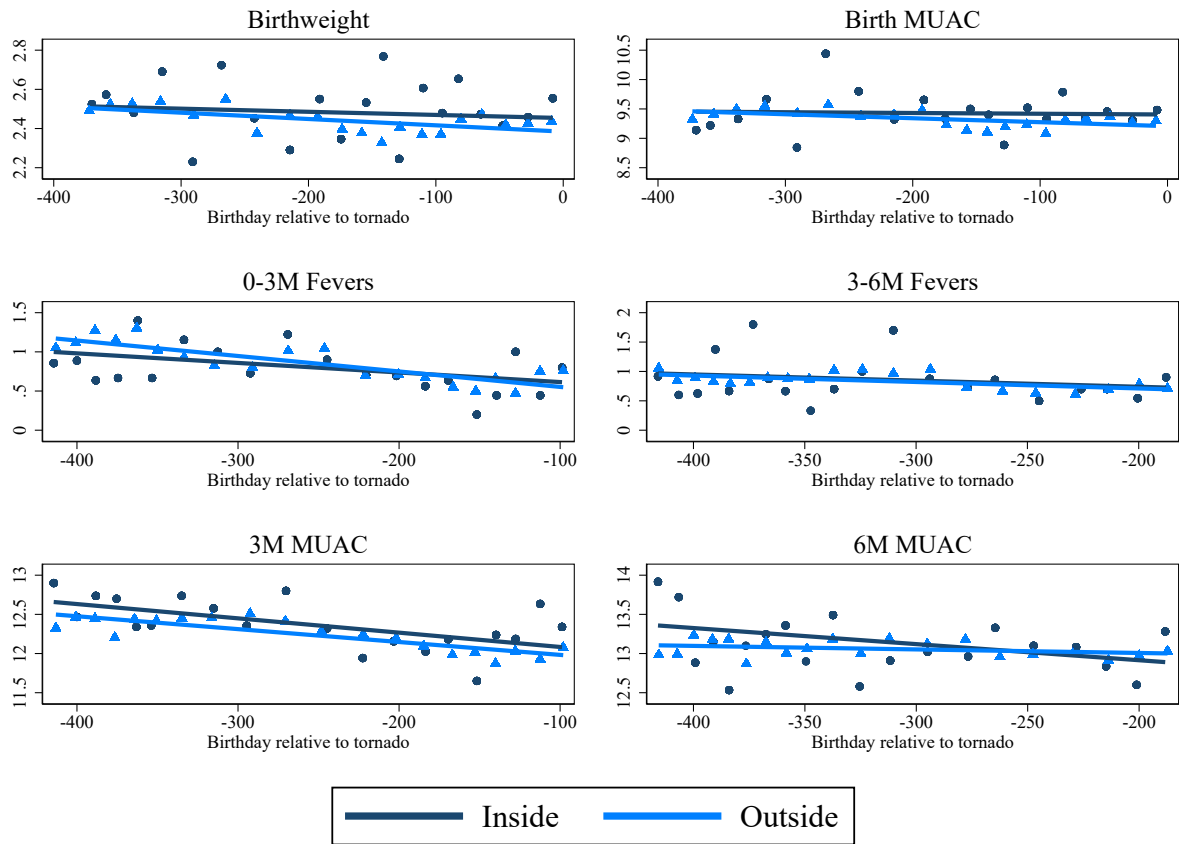 Birthweight
2.2 2.4 2.6 2.8
-400 -300 -200 -100 0
Birthday relative to tornado
Birth MUAC
8.5 9 9.5 10 10.5
-400 -300 -200 -100 0
Birthday relative to tornado
0-3M Fevers
0 .5 1 1.5
-400 -300 -200 -100
Birthday relative to tornado
3-6M Fevers
0 .5 1 1.5 2
-400 -350 -300 -250 -200
Birthday relative to tornado
3M MUAC
11.5 12 12.5 13
-400 -300 -200 -100
Birthday relative to tornado
6M MUAC
12.5 13 13.5 14
-400 -350 -300 -250 -200
Birthday relative to tornado
Inside Outside